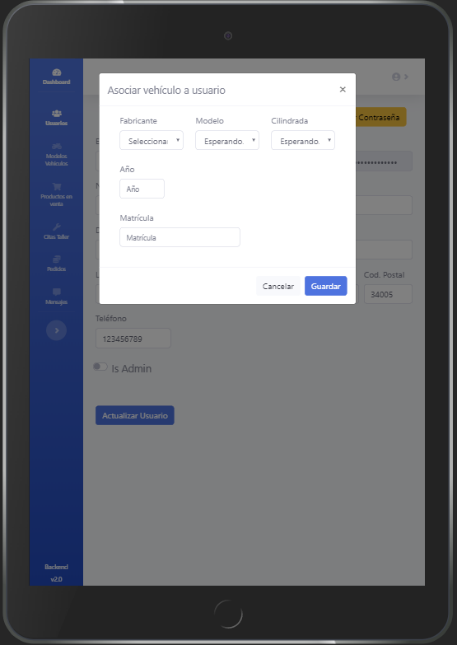 Dashboard
Usuarios
Modelos
Vehículos
Productos en
venta
Citas Taller
Pedidos
Mensajes
Backend
v2.0
Asociar vehículo a usuario ×
Fabricante Modelo Cilindrada
Selecciona Esperando. Esperando.
Año
Año
Matrícula
Matrícula
Cancelar Guardar
Contraseña
Cod. Postal
34005
Teléfono
123456789
Is Admin
Actualizar Usuario